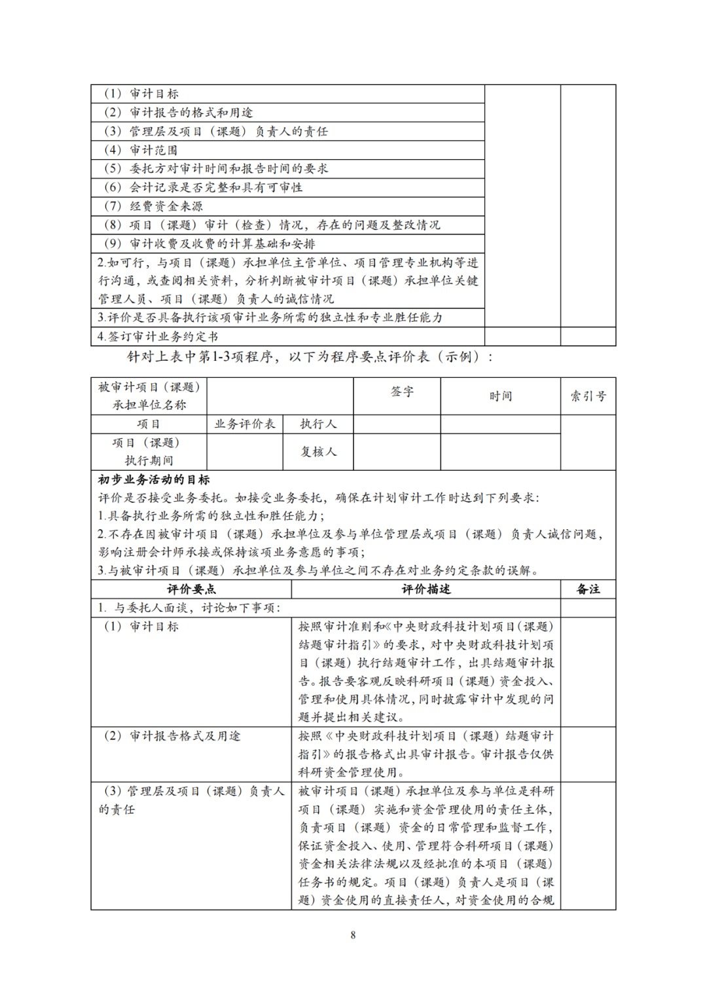 （1）审计目标
（2）审计报告的格式和用途
（3）管理层及项目（课题）负责人的责任
（4）审计范围
（5）委托方对审计时间和报告时间的要求
（6）会计记录是否完整和具有可审性
（7）经费资金来源
（8）项目（课题）审计（检查）情况，存在的问题及整改情况
（9）审计收费及收费的计算基础和安排
2.如可行，与项目（课题）承担单位主管单位、项目管理专业机构等进
行沟通，或查阅相关资料，分析判断被审计项目（课题）承担单位关键
管理人员、项目（课题）负责人的诚信情况
3.评价是否具备执行该项审计业务所需的独立性和专业胜任能力
4.签订审计业务约定书
针对上表中第1-3项程序，以下为程序要点评价表（示例）：
被审计项目（课题）
承担单位名称
签字
时间
索引号
项目
业务评价表
执行人
项目（课题）
执行期间
复核人
初步业务活动的目标
评价是否接受业务委托。如接受业务委托，确保在计划审计工作时达到下列要求：
1.具备执行业务所需的独立性和胜任能力；
2.不存在因被审计项目（课题）承担单位及参与单位管理层或项目（课题）负责人诚信问题，
影响注册会计师承接或保持该项业务意愿的事项；
3.与被审计项目（课题）承担单位及参与单位之间不存在对业务约定条款的误解。
评价要点
评价描述
备注
1. 与委托人面谈，讨论如下事项：
（1）审计目标
按照审计准则和《中央财政科技计划项目（课题）
结题审计指引》的要求，对中央财政科技计划项
目（课题）执行结题审计工作，出具结题审计报
告。报告要客观反映科研项目（课题）资金投入、
管理和使用具体情况，同时披露审计中发现的问
题并提出相关建议。
（2）审计报告格式及用途
按照《中央财政科技计划项目（课题）结题审计
指引》的报告格式出具审计报告。审计报告仅供
科研资金管理使用。
（3）管理层及项目（课题）负责人
的责任
被审计项目（课题）承担单位及参与单位是科研
项目（课题）实施和资金管理使用的责任主体，
负责项目（课题）资金的日常管理和监督工作，
保证资金投入、使用、管理符合科研项目（课题）
资金相关法律法规以及经批准的本项目（课题）
任务书的规定。项目（课题）负责人是项目（课
题）资金使用的直接责任人，对资金使用的合规
8